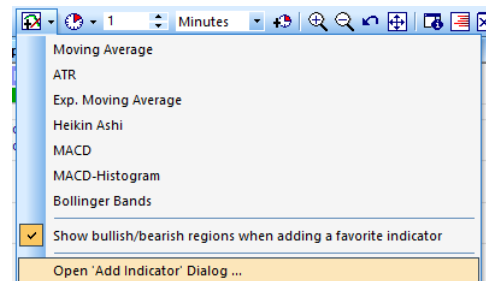 1 Minutes
Moving Average
ATR
Exp. Moving Average
Heikin Ashi
MACD
MACD-Histogram
Bollinger Bands
Show bullish/bearish regions when adding a favorite indicator
Open 'Add Indicator' Dialog ...